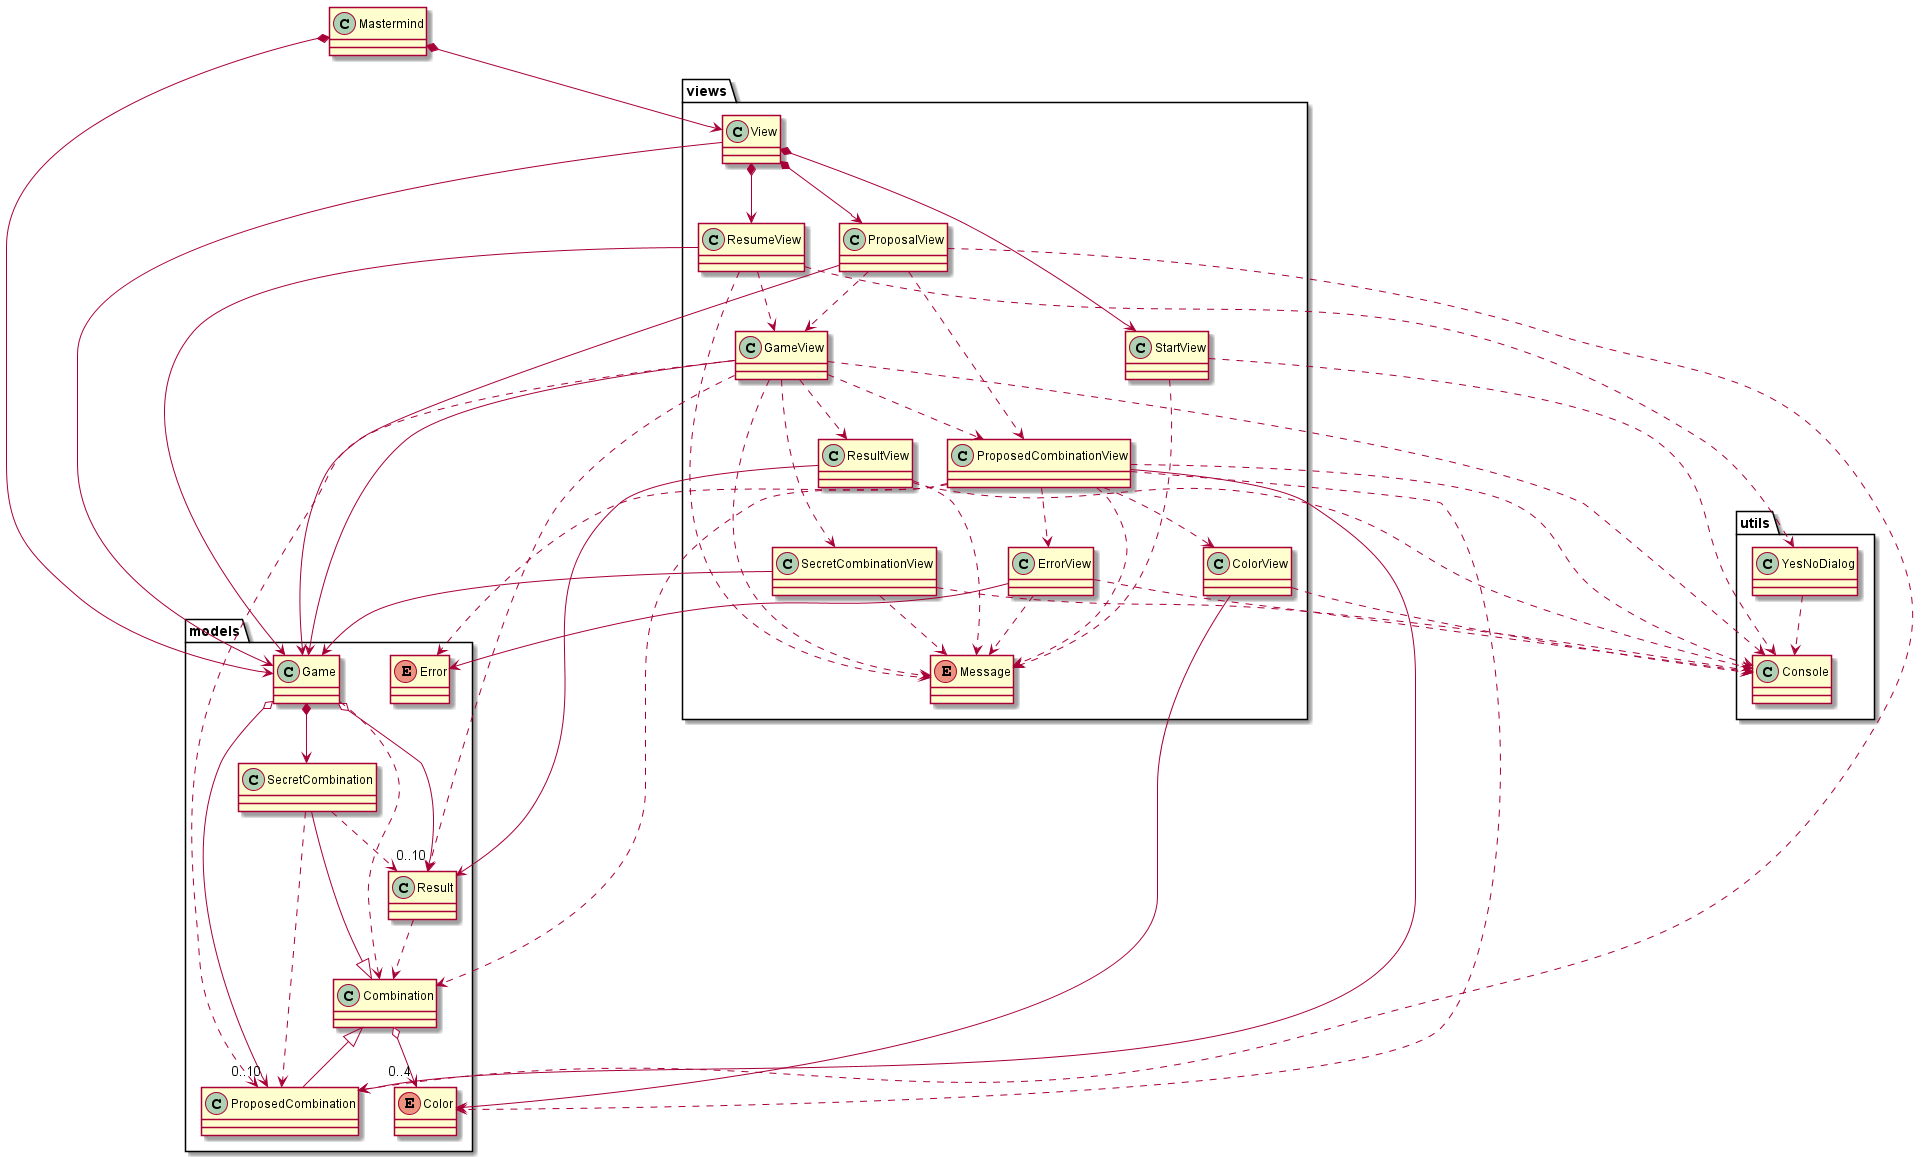 C Mastermind
views
C View
C ResumeView
C ProposalView
C GameView
C StartView
C ResultView
C ProposedCombinationView
utils
C SecretCombinationView
C ErrorView
C ColorView
C YesNoDialog
models
C Game
E Error
E Message
C Console
C SecretCombination
0..10
C Result
C Combination
0..10
0..4
C ProposedCombination
E Color